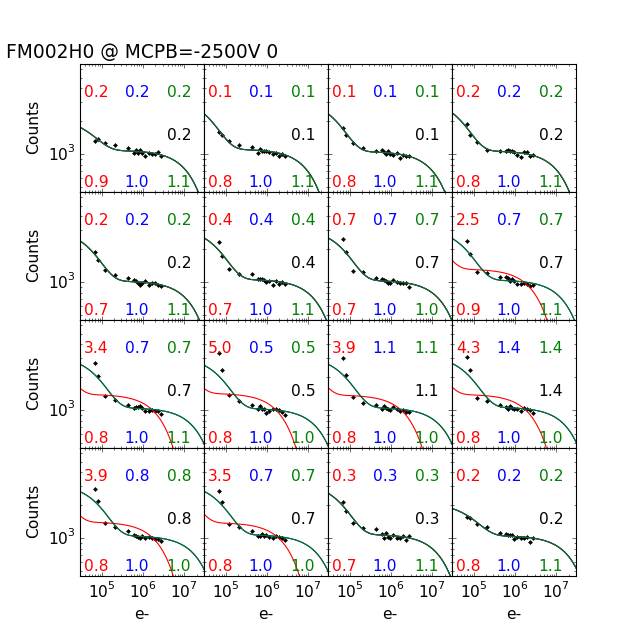 FM002H0 @ MCPB=-2500V 0
0.2 0.2 0.2 0.1 0.1 0.1 0.1 0.1 0.1 0.2 0.2 0.2
Counts
0.2 0.1 0.1 0.2
10³
0.9 1.0 1.1 0.8 1.0 1.1 0.8 1.0 1.1 0.8 1.0 1.1
0.2 0.2 0.2 0.4 0.4 0.4 0.7 0.7 0.7 2.5 0.7 0.7
Counts
0.2 0.4 0.7 0.7
10³
0.7 1.0 1.1 0.7 1.0 1.1 0.8 1.0 1.0 0.9 1.0 1.1
3.4 0.7 0.7 5.0 0.5 0.5 3.9 1.1 1.1 4.3 1.4 1.4
Counts
0.7 0.5 1.1 1.4
10³
0.8 1.0 1.1 0.8 1.0 1.0 0.8 1.0 1.0 0.8 1.0 1.0
3.9 0.8 0.8 3.5 0.7 0.7 0.3 0.3 0.3 0.2 0.2 0.2
Counts
0.8 0.7 0.3 0.2
10³
0.8 1.0 1.0 0.8 1.0 1.0 0.7 1.0 1.1 0.8 1.0 1.1
10⁵ 10⁶ 10⁷ 10⁵ 10⁶ 10⁷ 10⁵ 10⁶ 10⁷ 10⁵ 10⁶ 10⁷
e- e- e- e-